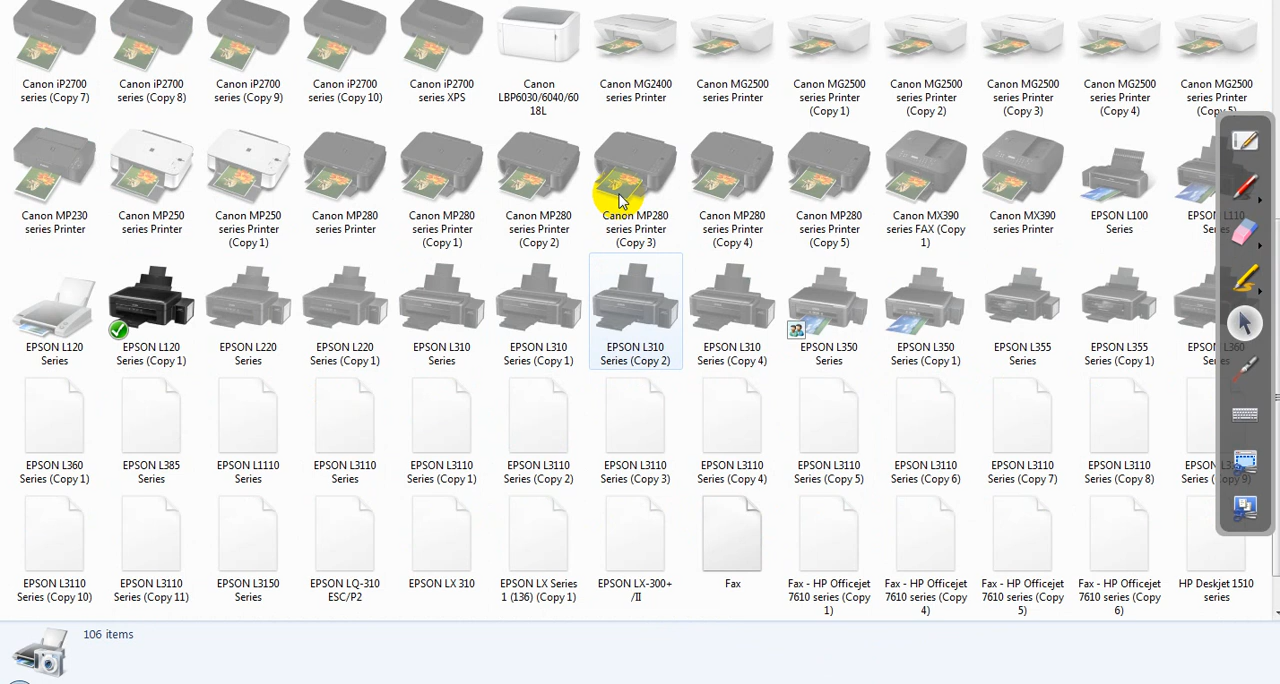 Canon iP2700
series (Copy 7)
Canon iP2700
series (Copy 8)
Canon iP2700
series (Copy 9)
Canon iP2700
series (Copy 10)
Canon iP2700
series XPS
Canon
LBP6030/6040/60
18L
Canon MG2400
series Printer
Canon MG2500
series Printer
Canon MG2500
series Printer
(Copy 1)
Canon MG2500
series Printer
(Copy 2)
Canon MG2500
series Printer
(Copy 3)
Canon MG2500
series Printer
(Copy 4)
Canon MG2500
series Printer
(Copy 5)
Canon MP230
series Printer
Canon MP250
series Printer
Canon MP250
series Printer
(Copy 1)
Canon MP280
series Printer
Canon MP280
series Printer
(Copy 1)
Canon MP280
series Printer
(Copy 2)
Canon MP280
series Printer
(Copy 3)
Canon MP280
series Printer
(Copy 4)
Canon MP280
series Printer
(Copy 5)
Canon MX390
series FAX (Copy
1)
Canon MX390
series Printer
EPSON L100
Series
EPSON L110
Series
EPSON L120
Series
EPSON L120
Series (Copy 1)
EPSON L220
Series
EPSON L220
Series (Copy 1)
EPSON L310
Series
EPSON L310
Series (Copy 1)
EPSON L310
Series (Copy 2)
EPSON L310
Series (Copy 4)
EPSON L350
Series
EPSON L350
Series (Copy 1)
EPSON L355
Series
EPSON L355
Series (Copy 1)
EPSON L360
Series
EPSON L360
Series (Copy 1)
EPSON L385
Series
EPSON L1110
Series
EPSON L3110
Series
EPSON L3110
Series (Copy 1)
EPSON L3110
Series (Copy 2)
EPSON L3110
Series (Copy 3)
EPSON L3110
Series (Copy 4)
EPSON L3110
Series (Copy 5)
EPSON L3110
Series (Copy 6)
EPSON L3110
Series (Copy 7)
EPSON L3110
Series (Copy 8)
EPSON
Series (Copy 9)
EPSON L3110
Series (Copy 10)
EPSON L3110
Series (Copy 11)
EPSON L3150
Series
EPSON LQ-310
ESC/P2
EPSON LX 310
EPSON LX Series
1 (136) (Copy 1)
EPSON LX-300+
/II
Fax
Fax - HP Officejet
7610 series (Copy
1)
Fax - HP Officejet
7610 series (Copy
4)
Fax - HP Officejet
7610 series (Copy
5)
Fax - HP Officejet
7610 series (Copy
6)
HP Deskjet 1510
series
106 items